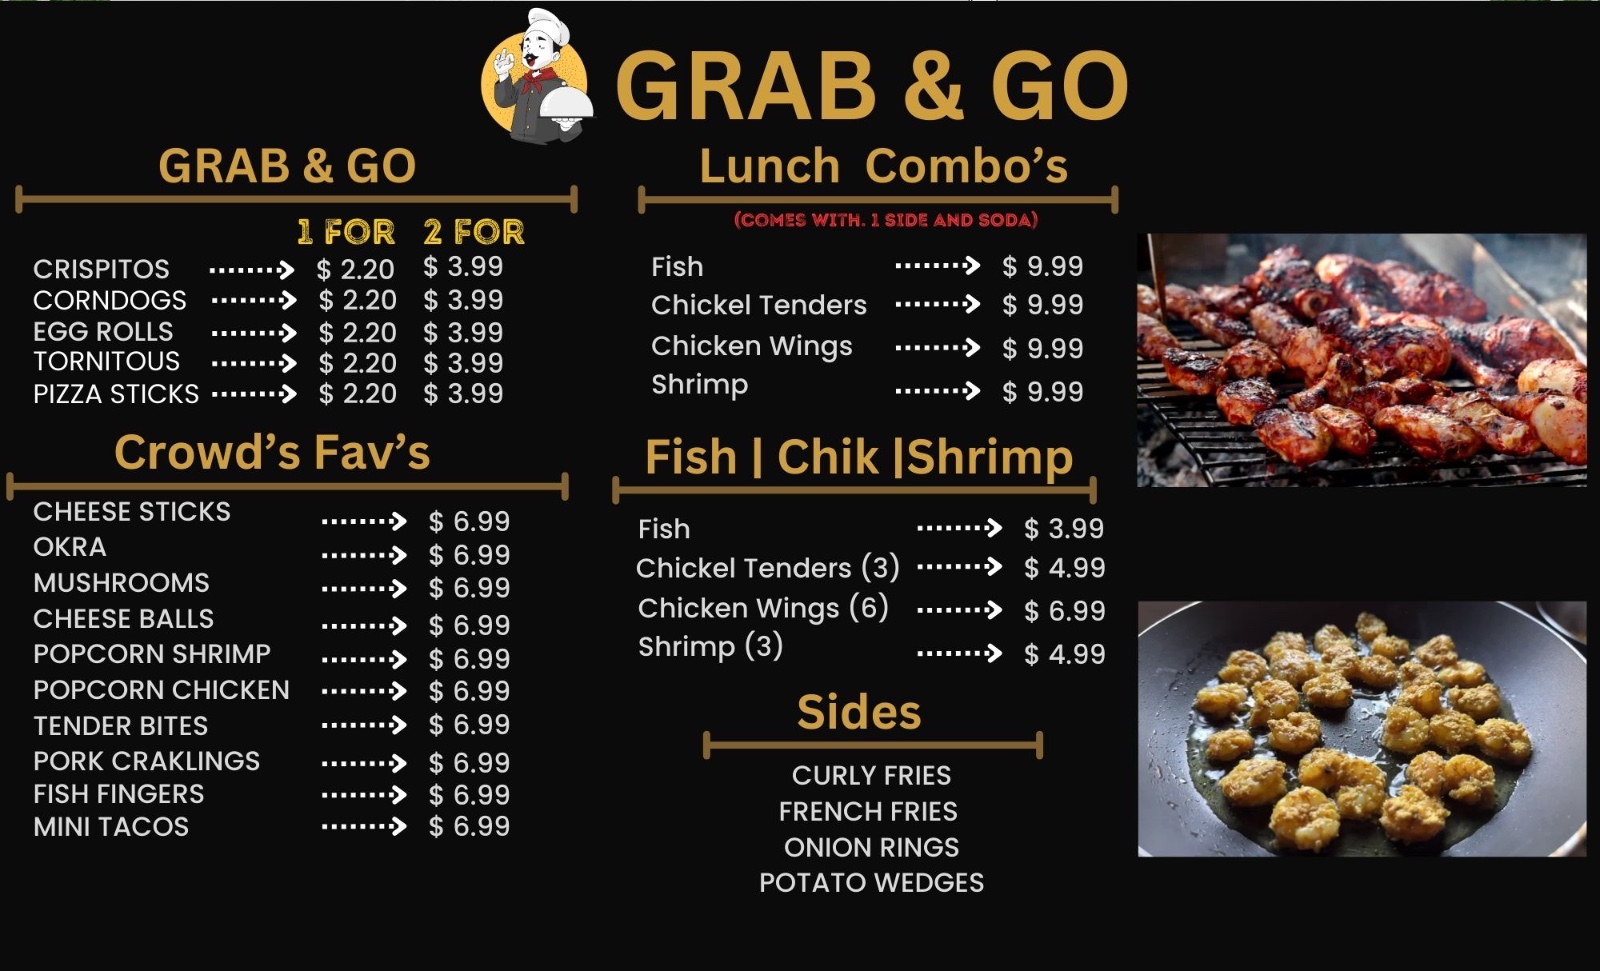 GRAB & GO
GRAB & GO
1 FOR 2 FOR
CRISPITOS $ 2.20 $ 3.99
CORNDOGS $ 2.20 $ 3.99
EGG ROLLS $ 2.20 $ 3.99
TORNITOUS $ 2.20 $ 3.99
PIZZA STICKS $ 2.20 $ 3.99
Crowd's Fav's
CHEESE STICKS $ 6.99
OKRA $ 6.99
MUSHROOMS $ 6.99
CHEESE BALLS $ 6.99
POPCORN SHRIMP $ 6.99
POPCORN CHICKEN $ 6.99
TENDER BITES $ 6.99
PORK CRAKLINGS $ 6.99
FISH FINGERS $ 6.99
MINI TACOS $ 6.99
Lunch Combo's
(COMES WITH. 1 SIDE AND SODA)
Fish $ 9.99
Chickel Tenders $ 9.99
Chicken Wings $ 9.99
Shrimp $ 9.99
Fish | Chik |Shrimp
Fish $ 3.99
Chickel Tenders (3) $ 4.99
Chicken Wings (6) $ 6.99
Shrimp (3) $ 4.99
Sides
CURLY FRIES
FRENCH FRIES
ONION RINGS
POTATO WEDGES